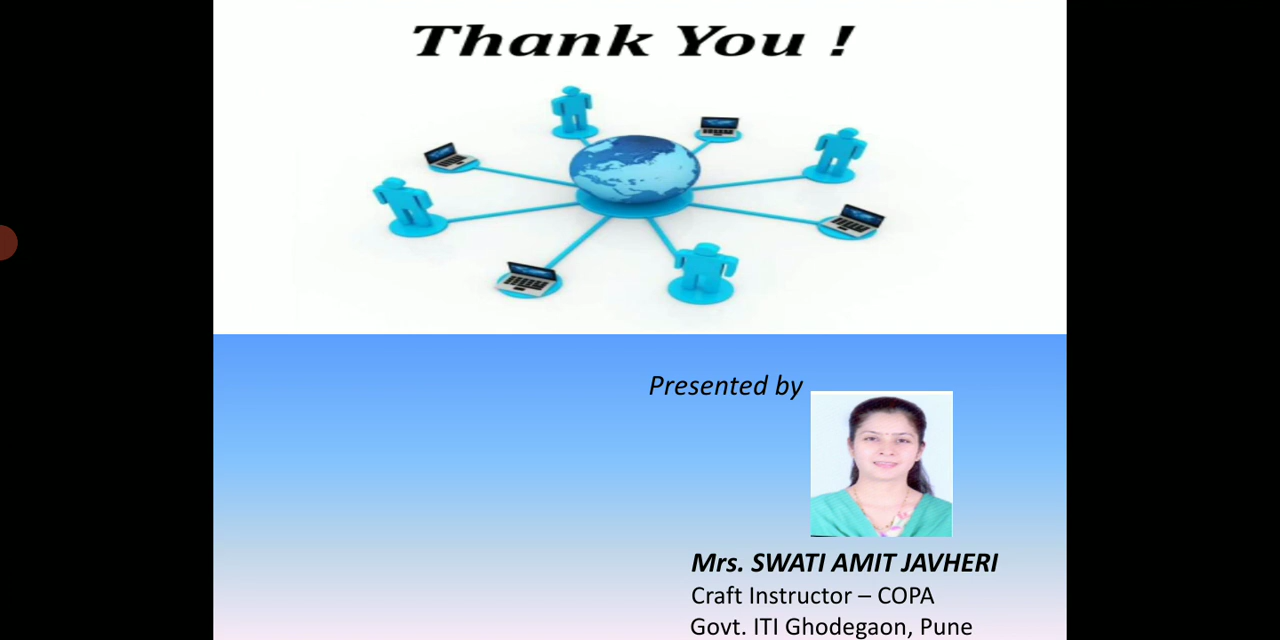 Thank You !
Presented by
Mrs. SWATI AMIT JAVHERI
Craft Instructor – COPA
Govt. ITI Ghodegaon, Pune